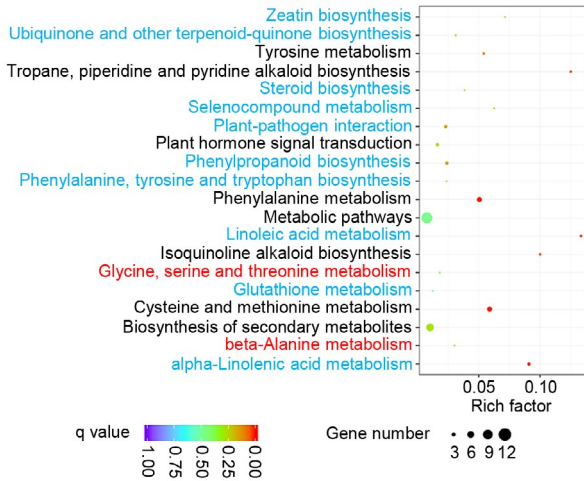 Zeatin biosynthesis
Ubiquinone and other terpenoid-quinone biosynthesis
Tyrosine metabolism
Tropane, piperidine and pyridine alkaloid biosynthesis
Steroid biosynthesis
Selenocompound metabolism
Plant-pathogen interaction
Plant hormone signal transduction
Phenylpropanoid biosynthesis
Phenylalanine, tyrosine and tryptophan biosynthesis
Phenylalanine metabolism
Metabolic pathways
Linoleic acid metabolism
Isoquinoline alkaloid biosynthesis
Glycine, serine and threonine metabolism
Glutathione metabolism
Cysteine and methionine metabolism
Biosynthesis of secondary metabolites
beta-Alanine metabolism
alpha-Linolenic acid metabolism
0.05 0.10
Rich factor
q value
1.00 0.75 0.50 0.25 0.00
Gene number
3 6 9 12